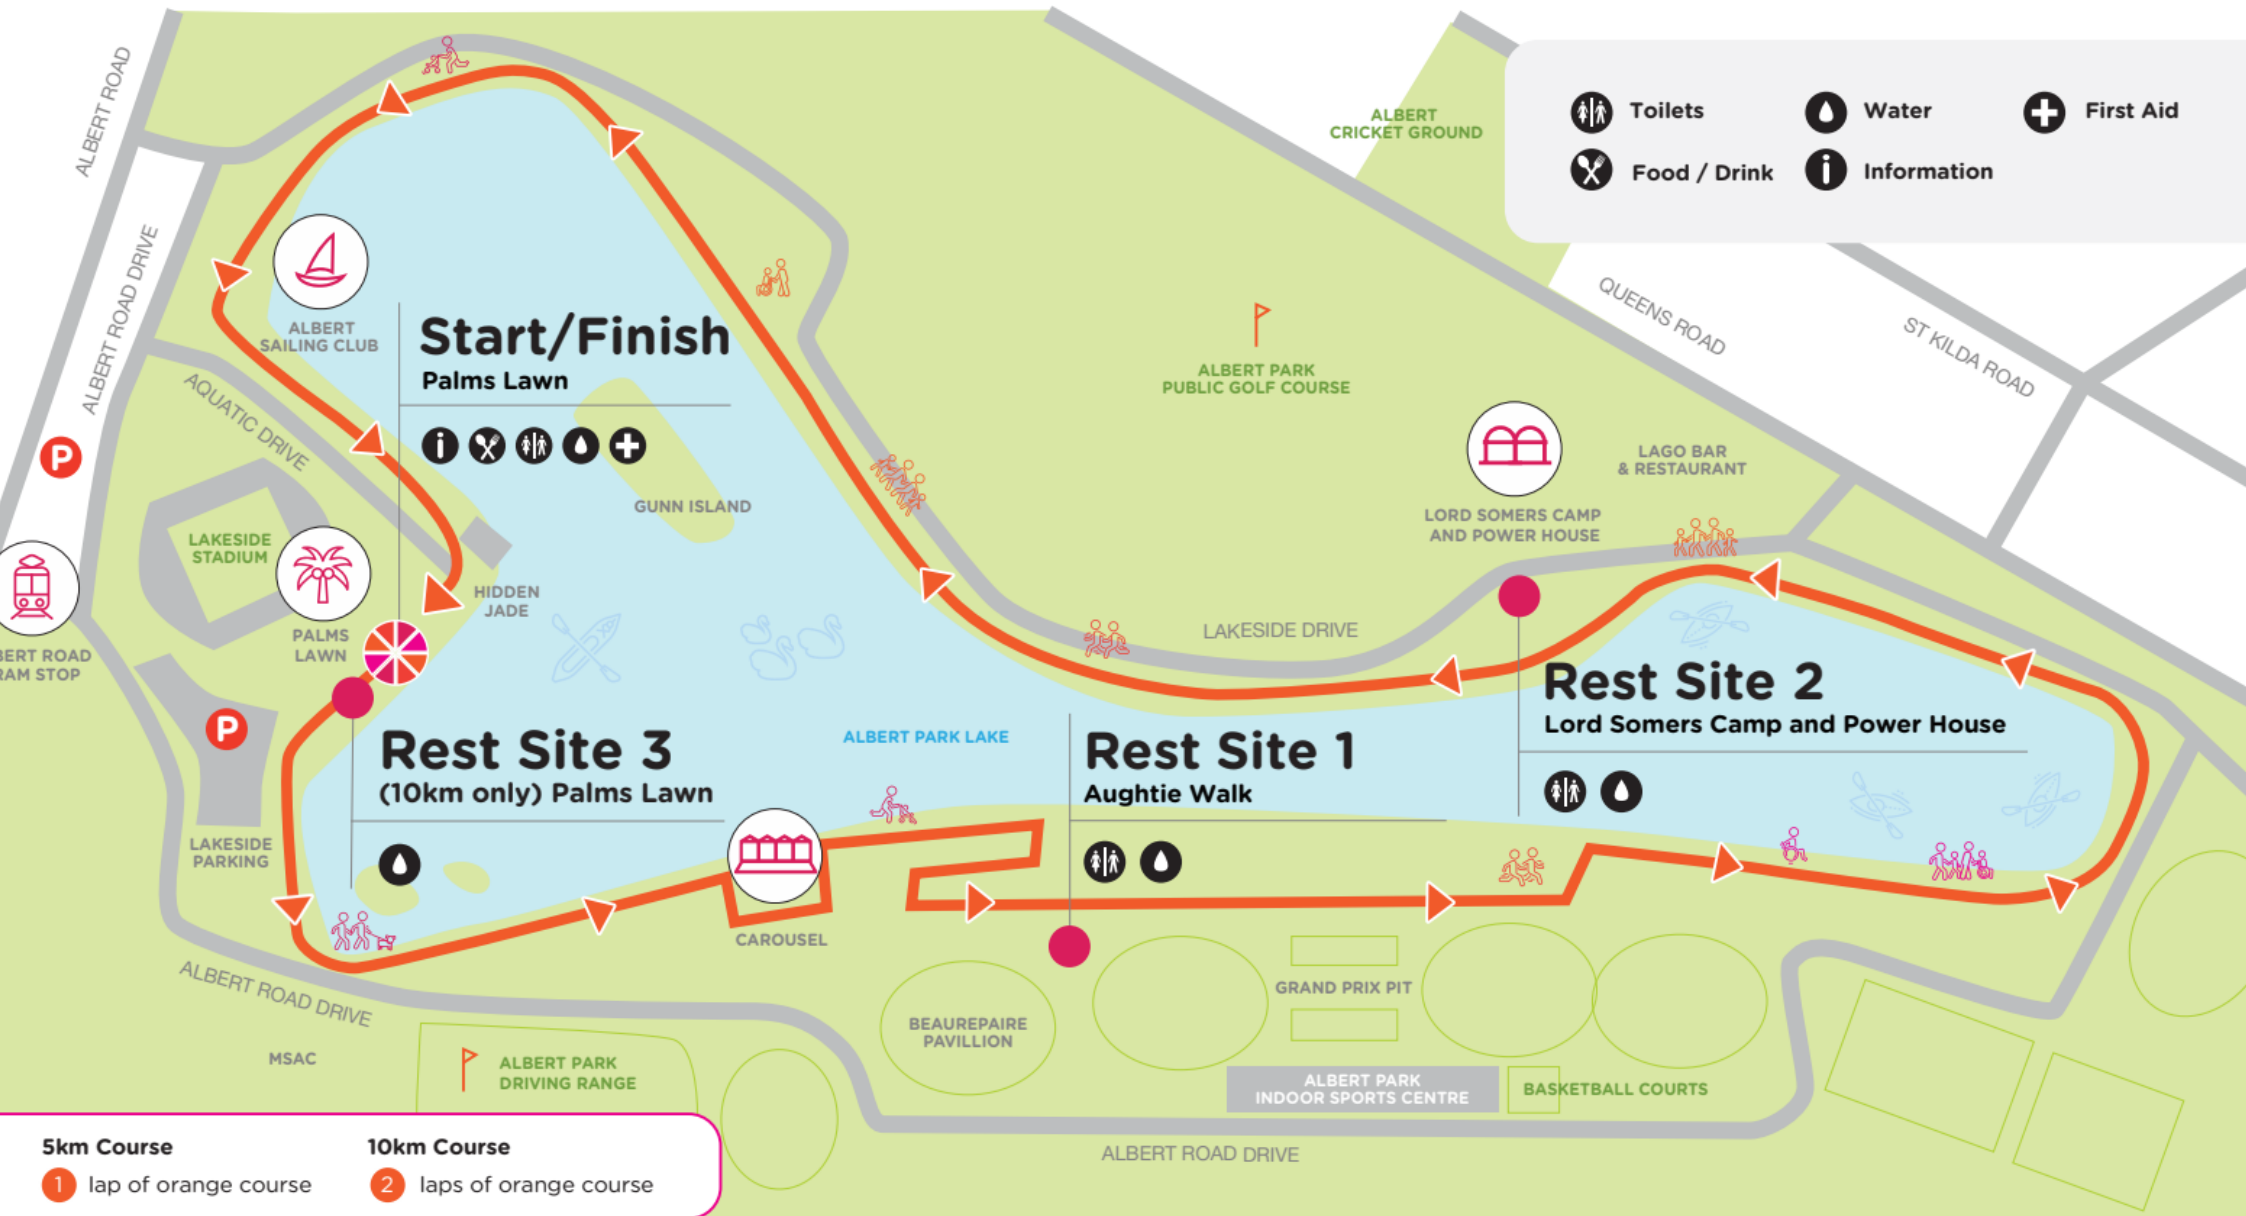 ALBERT ROAD
ALBERT ROAD DRIVE
ALBERT
CRICKET GROUND
Toilets
Water
First Aid
Food / Drink
i
Information
QUEENS ROAD
ST KILDA ROAD
ALBERT
SAILING CLUB
Start/Finish
Palms Lawn
i
AQUATIC DRIVE
P
ALBERT PARK
PUBLIC GOLF COURSE
GUNN ISLAND
LAGO BAR
& RESTAURANT
LORD SOMERS CAMP
AND POWER HOUSE
LAKESIDE
STADIUM
HIDDEN
JADE
PALMS
LAWN
BERT ROAD
RAM STOP
LAKESIDE DRIVE
P
Rest Site 3
(10km only) Palms Lawn
ALBERT PARK LAKE
Rest Site 1
Aughtie Walk
Rest Site 2
Lord Somers Camp and Power House
LAKESIDE
PARKING
CAROUSEL
ALBERT ROAD DRIVE
GRAND PRIX PIT
BEAUREPAIRE
PAVILLION
MSAC
ALBERT PARK
DRIVING RANGE
ALBERT PARK
INDOOR SPORTS CENTRE
BASKETBALL COURTS
ALBERT ROAD DRIVE
5km Course
1 lap of orange course
10km Course
2 laps of orange course